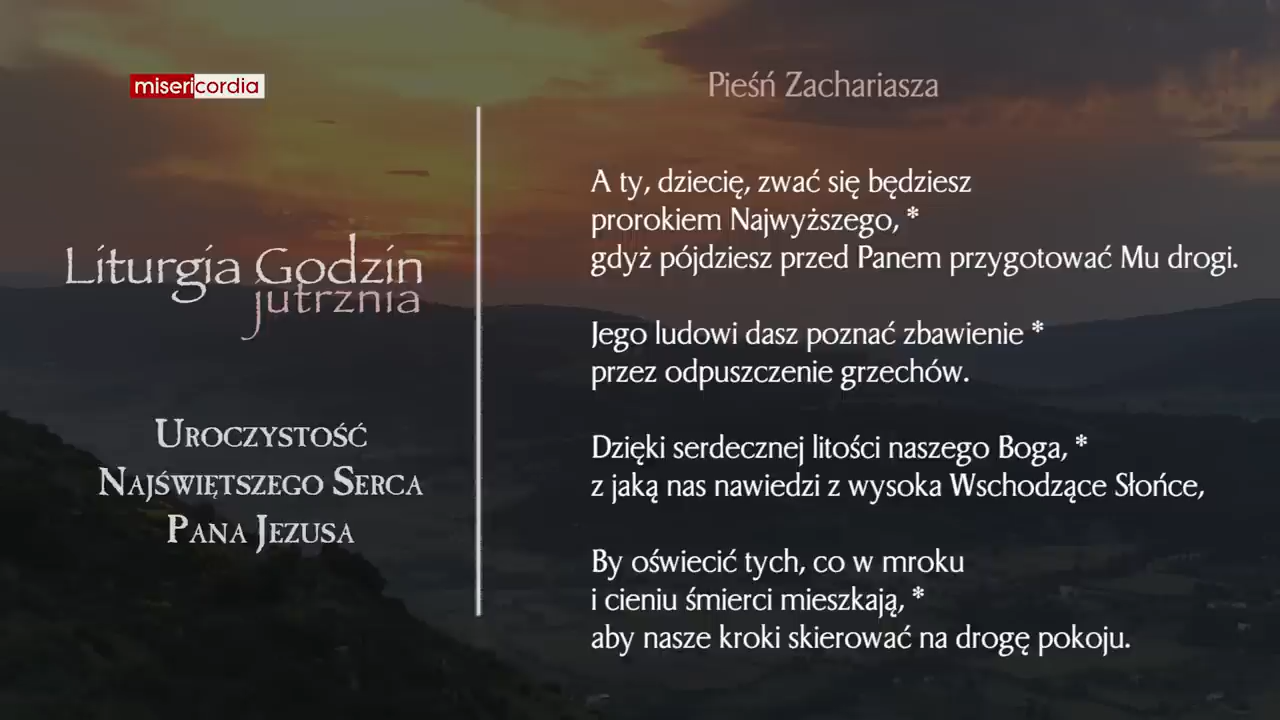 misericordia
Liturgia Godzin
jutrznia
Uroczystość
Najświętszego Serca
Pana Jezusa
Pieśń Zachariasza
A ty, dziecię, zwać się będziesz
prorokiem Najwyższego, *
gdyż pójdziesz przed Panem przygotować Mu drogi.
Jego ludowi dasz poznać zbawienie *
przez odpuszczenie grzechów.
Dzięki serdecznej litości naszego Boga, *
z jaką nas nawiedzi z wysoka Wschodzące Słońce,
By oświecić tych, co w mroku
i cieniu śmierci mieszkają, *
aby nasze kroki skierować na drogę pokoju.